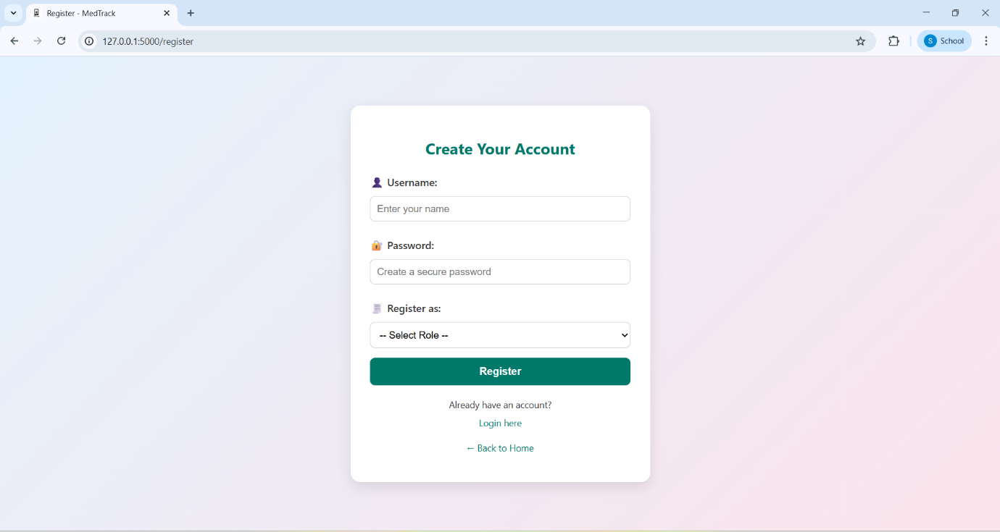 Register - MedTrack
127.0.0.1:5000/register
S School
Create Your Account
Username:
Enter your name
Password:
Create a secure password
Register as:
-- Select Role --
Register
Already have an account?
Login here
← Back to Home